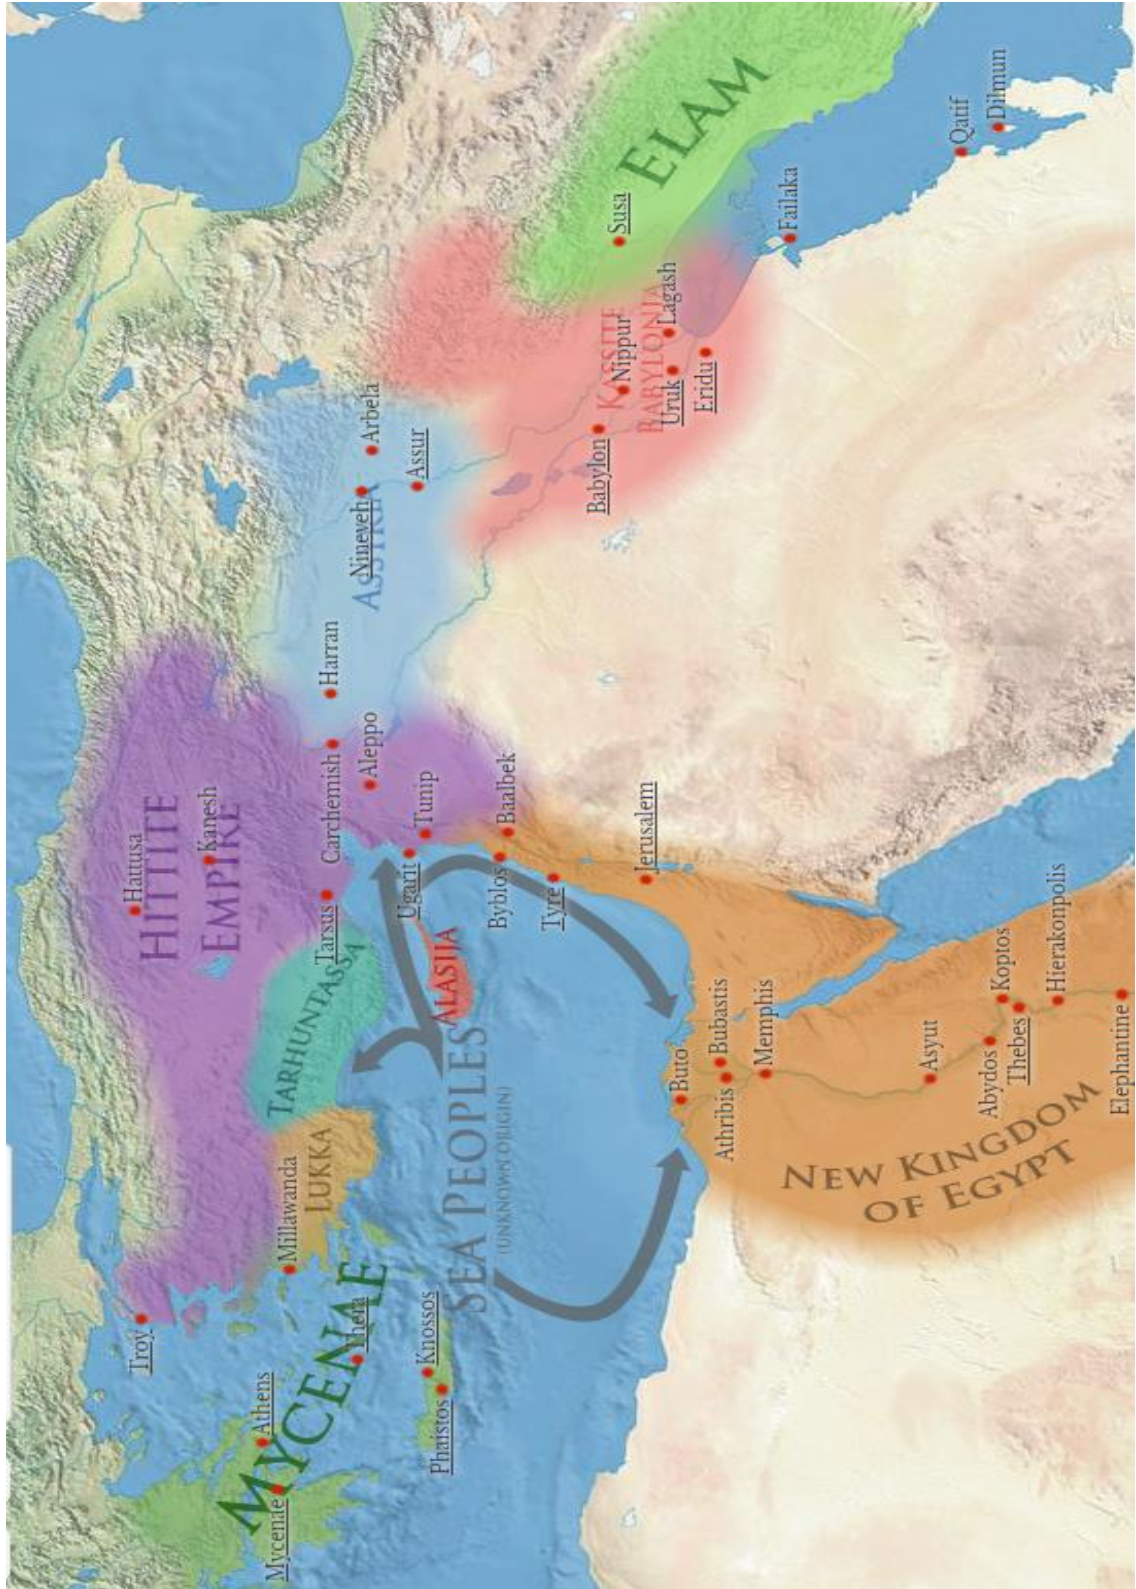 Troy
Hattusa
HITTITE
EMPIRE
Kanesh
Mycenae
MYCENAE
Athens
Thera
Millawanda
LUKKA
TARHUNTASSA
Tarsus
Carchemish
Harran
Aleppo
Nineveh
ASSYRIA
Arbela
Assur
Phaistos
Knossos
SEA PEOPLES
(UNKNOWN ORIGIN)
ALASIJA
Ugarit
Tunip
Byblos
Baalbek
Tyre
Jerusalem
Babylon
KASSITE
BABYLONIA
Nippur
Uruk
Lagash
Eridu
Susa
ELAM
Failaka
Qatif
Dilmun
Buto
Bubastis
Athribis
Memphis
Asyut
NEW KINGDOM
OF EGYPT
Abydos
Koptos
Thebes
Hierakonpolis
Elephantine